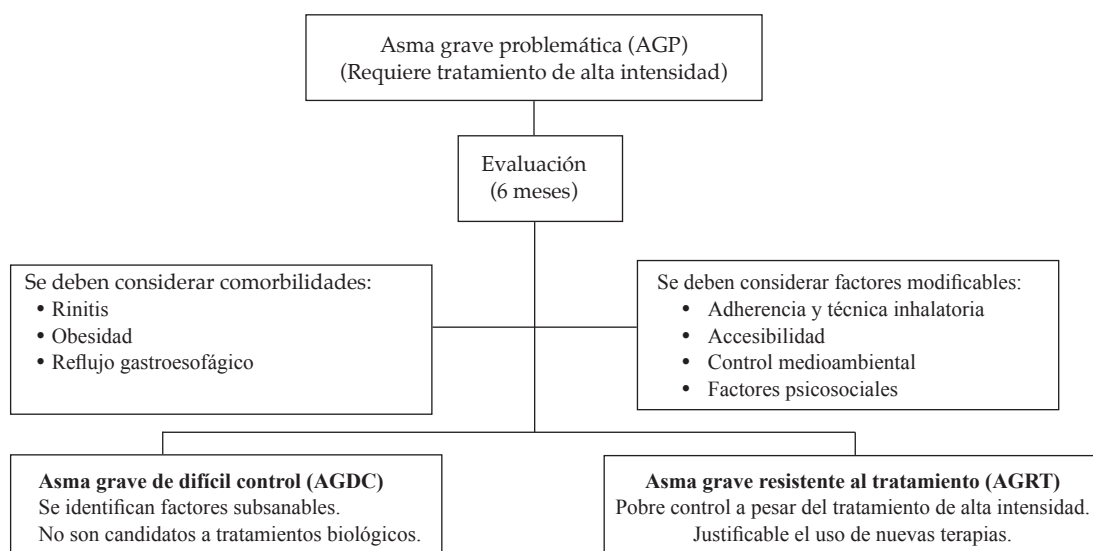 Asma grave problemática (AGP)
(Requiere tratamiento de alta intensidad)
Evaluación
(6 meses)
Se deben considerar comorbilidades:
• Rinitis
• Obesidad
• Reflujo gastroesofágico
Se deben considerar factores modificables:
• Adherencia y técnica inhalatoria
• Accesibilidad
• Control medioambiental
• Factores psicosociales
Asma grave de difícil control (AGDC)
Se identifican factores subsanables.
No son candidatos a tratamientos biológicos.
Asma grave resistente al tratamiento (AGRT)
Pobre control a pesar del tratamiento de alta intensidad.
Justificable el uso de nuevas terapias.